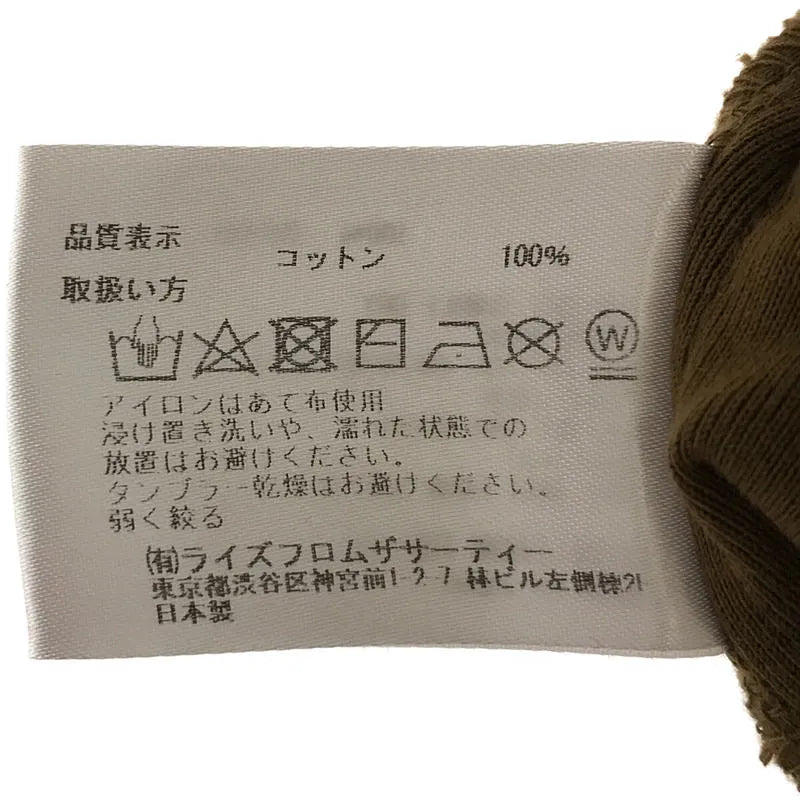 品質表示
コットン 100%
取扱い方
W
アイロンはあて布使用
浸け置き洗いや、濡れた状態での
放置はお避けください。
タンブラー乾燥はお避けください。
弱く絞る
(有)ライズフロムザサーティー
東京都渋谷区神宮前1-2-7 林ビル左側棟2F
日本製